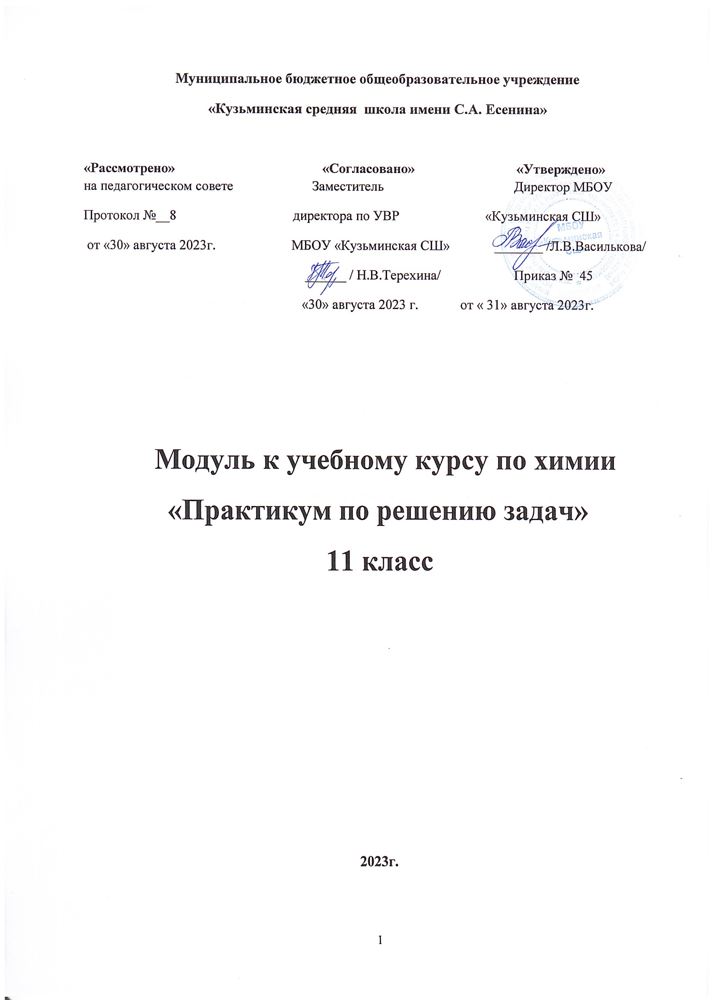 Муниципальное бюджетное общеобразовательное учреждение
«Кузьминская средняя школа имени С.А. Есенина»
«Рассмотрено» «Согласовано» «Утверждено»
на педагогическом совете Заместитель Директор МБОУ
Протокол №__8 директора по УВР «Кузьминская СШ»
от «30» августа 2023г. МБОУ «Кузьминская СШ» _______ /Л.В.Василькова/
______ / Н.В.Терехина/ Приказ № 45
«30» августа 2023 г. от « 31» августа 2023г.
МБОУ
«Кузьминская
СШ»
Модуль к учебному курсу по химии
«Практикум по решению задач»
11 класс
2023г.
1